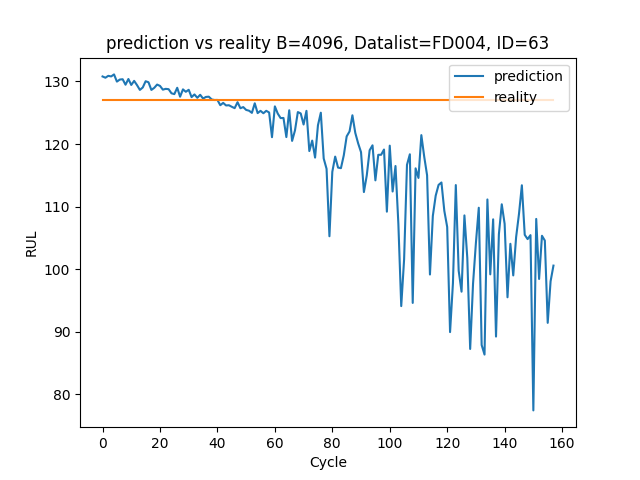 prediction vs reality B=4096, Datalist=FD004, ID=63
prediction
reality
130
120
110
100
90
80
RUL
0 20 40 60 80 100 120 140 160
Cycle